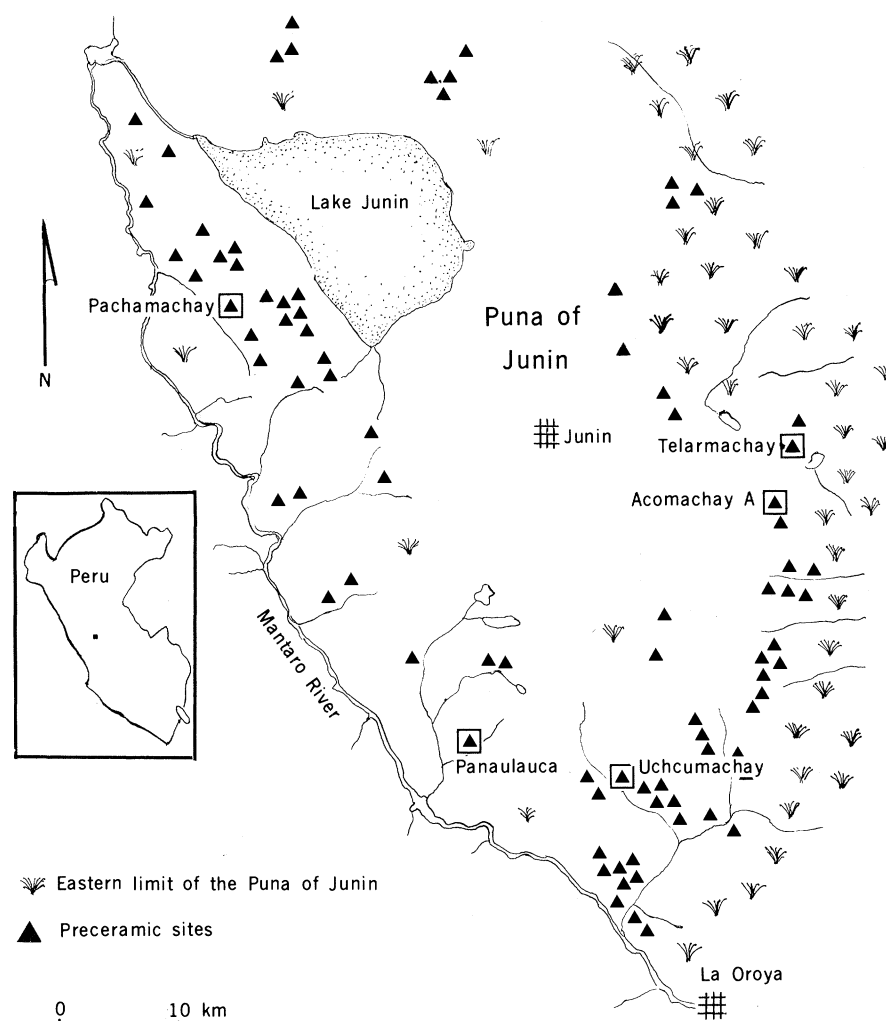 Lake Junin
Pachamachay
Puna of
Junin
N
Junin
Telarmachay
Acomachay A
Peru
Mantaro River
Panaulauca
Uchcumachay
Eastern limit of the Puna of Junin
Preceramic sites
La Oroya
0 10 km